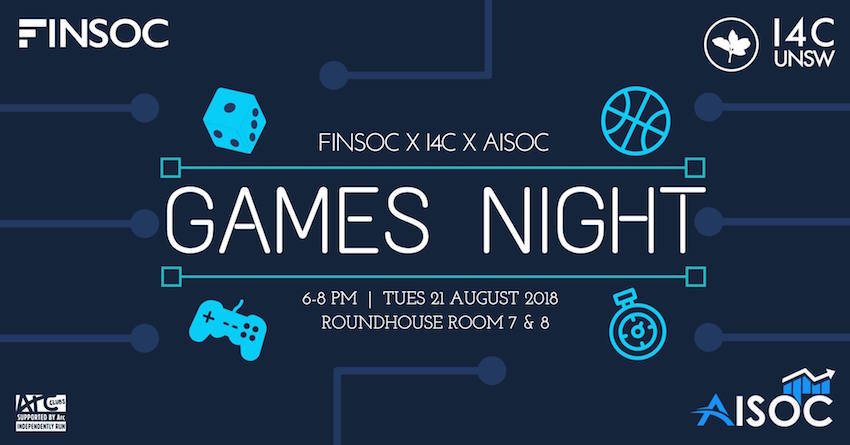 FINSOC
I4C
UNSW
FINSOC X I4C X AISOC
GAMES NIGHT
6-8 PM | TUES 21 AUGUST 2018
ROUNDHOUSE ROOM 7 & 8
Arc CLUBS
SUPPORTED BY Arc
INDEPENDENTLY RUN
AISOC